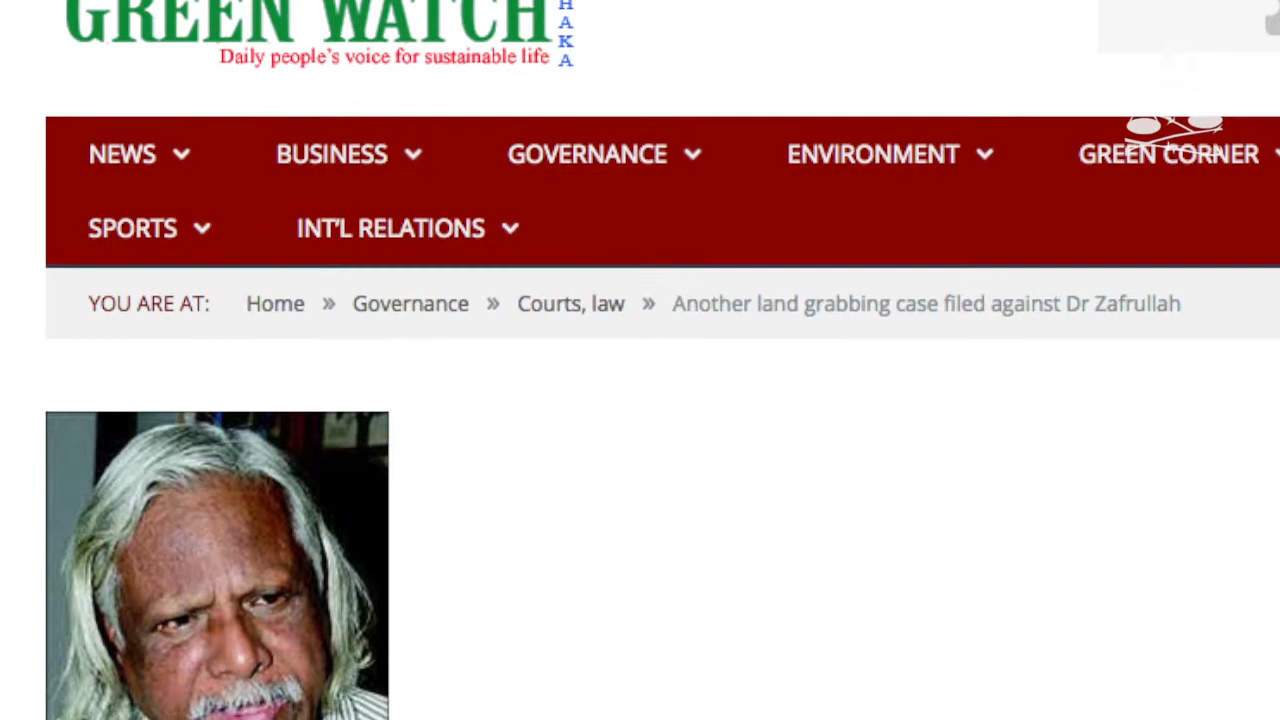 GREEN WATCH
HAKA
Daily people's voice for sustainable life
NEWS BUSINESS GOVERNANCE ENVIRONMENT GREEN CORNER
SPORTS INT'L RELATIONS
YOU ARE AT: Home » Governance » Courts, law » Another land grabbing case filed against Dr Zafrullah